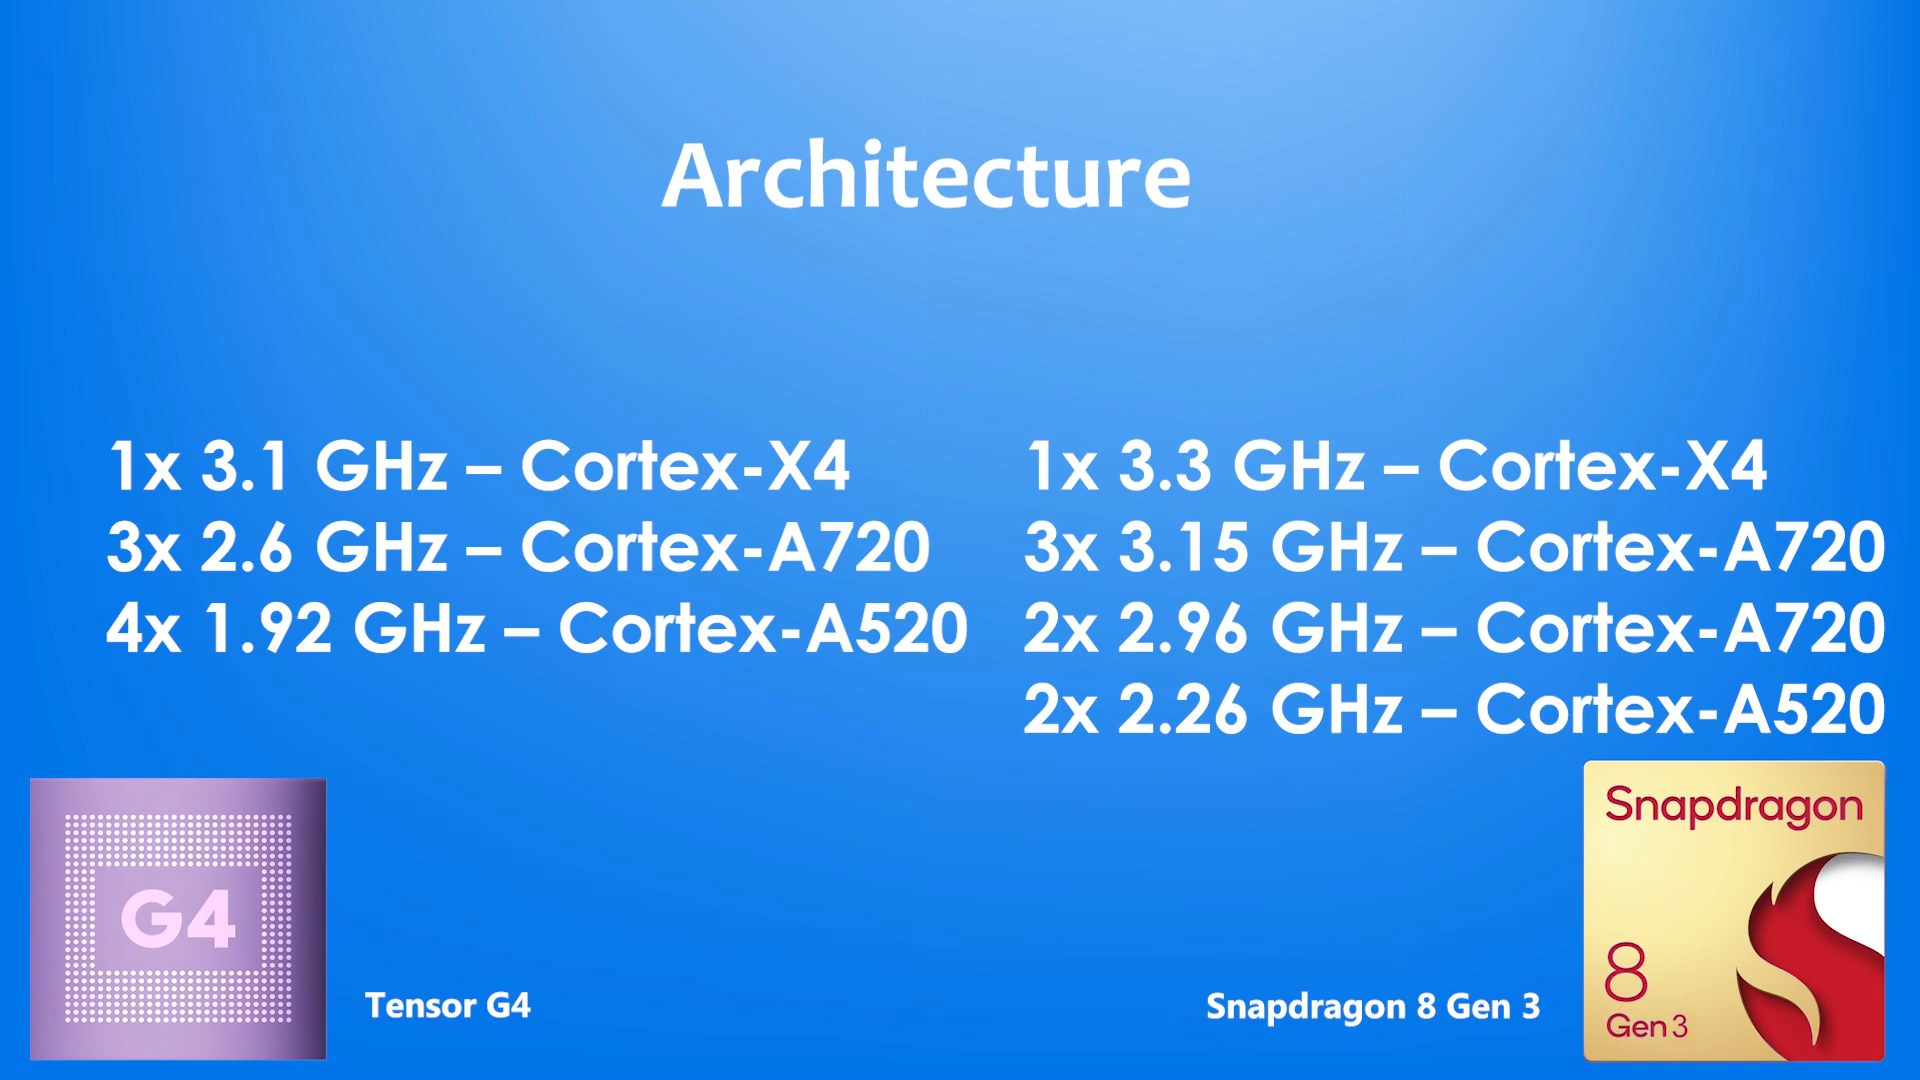 Architecture
1x 3.1 GHz – Cortex-X4
3x 2.6 GHz – Cortex-A720
4x 1.92 GHz – Cortex-A520
1x 3.3 GHz – Cortex-X4
3x 3.15 GHz – Cortex-A720
2x 2.96 GHz – Cortex-A720
2x 2.26 GHz – Cortex-A520
G4
Tensor G4
Snapdragon 8 Gen 3
Snapdragon
8
Gen 3